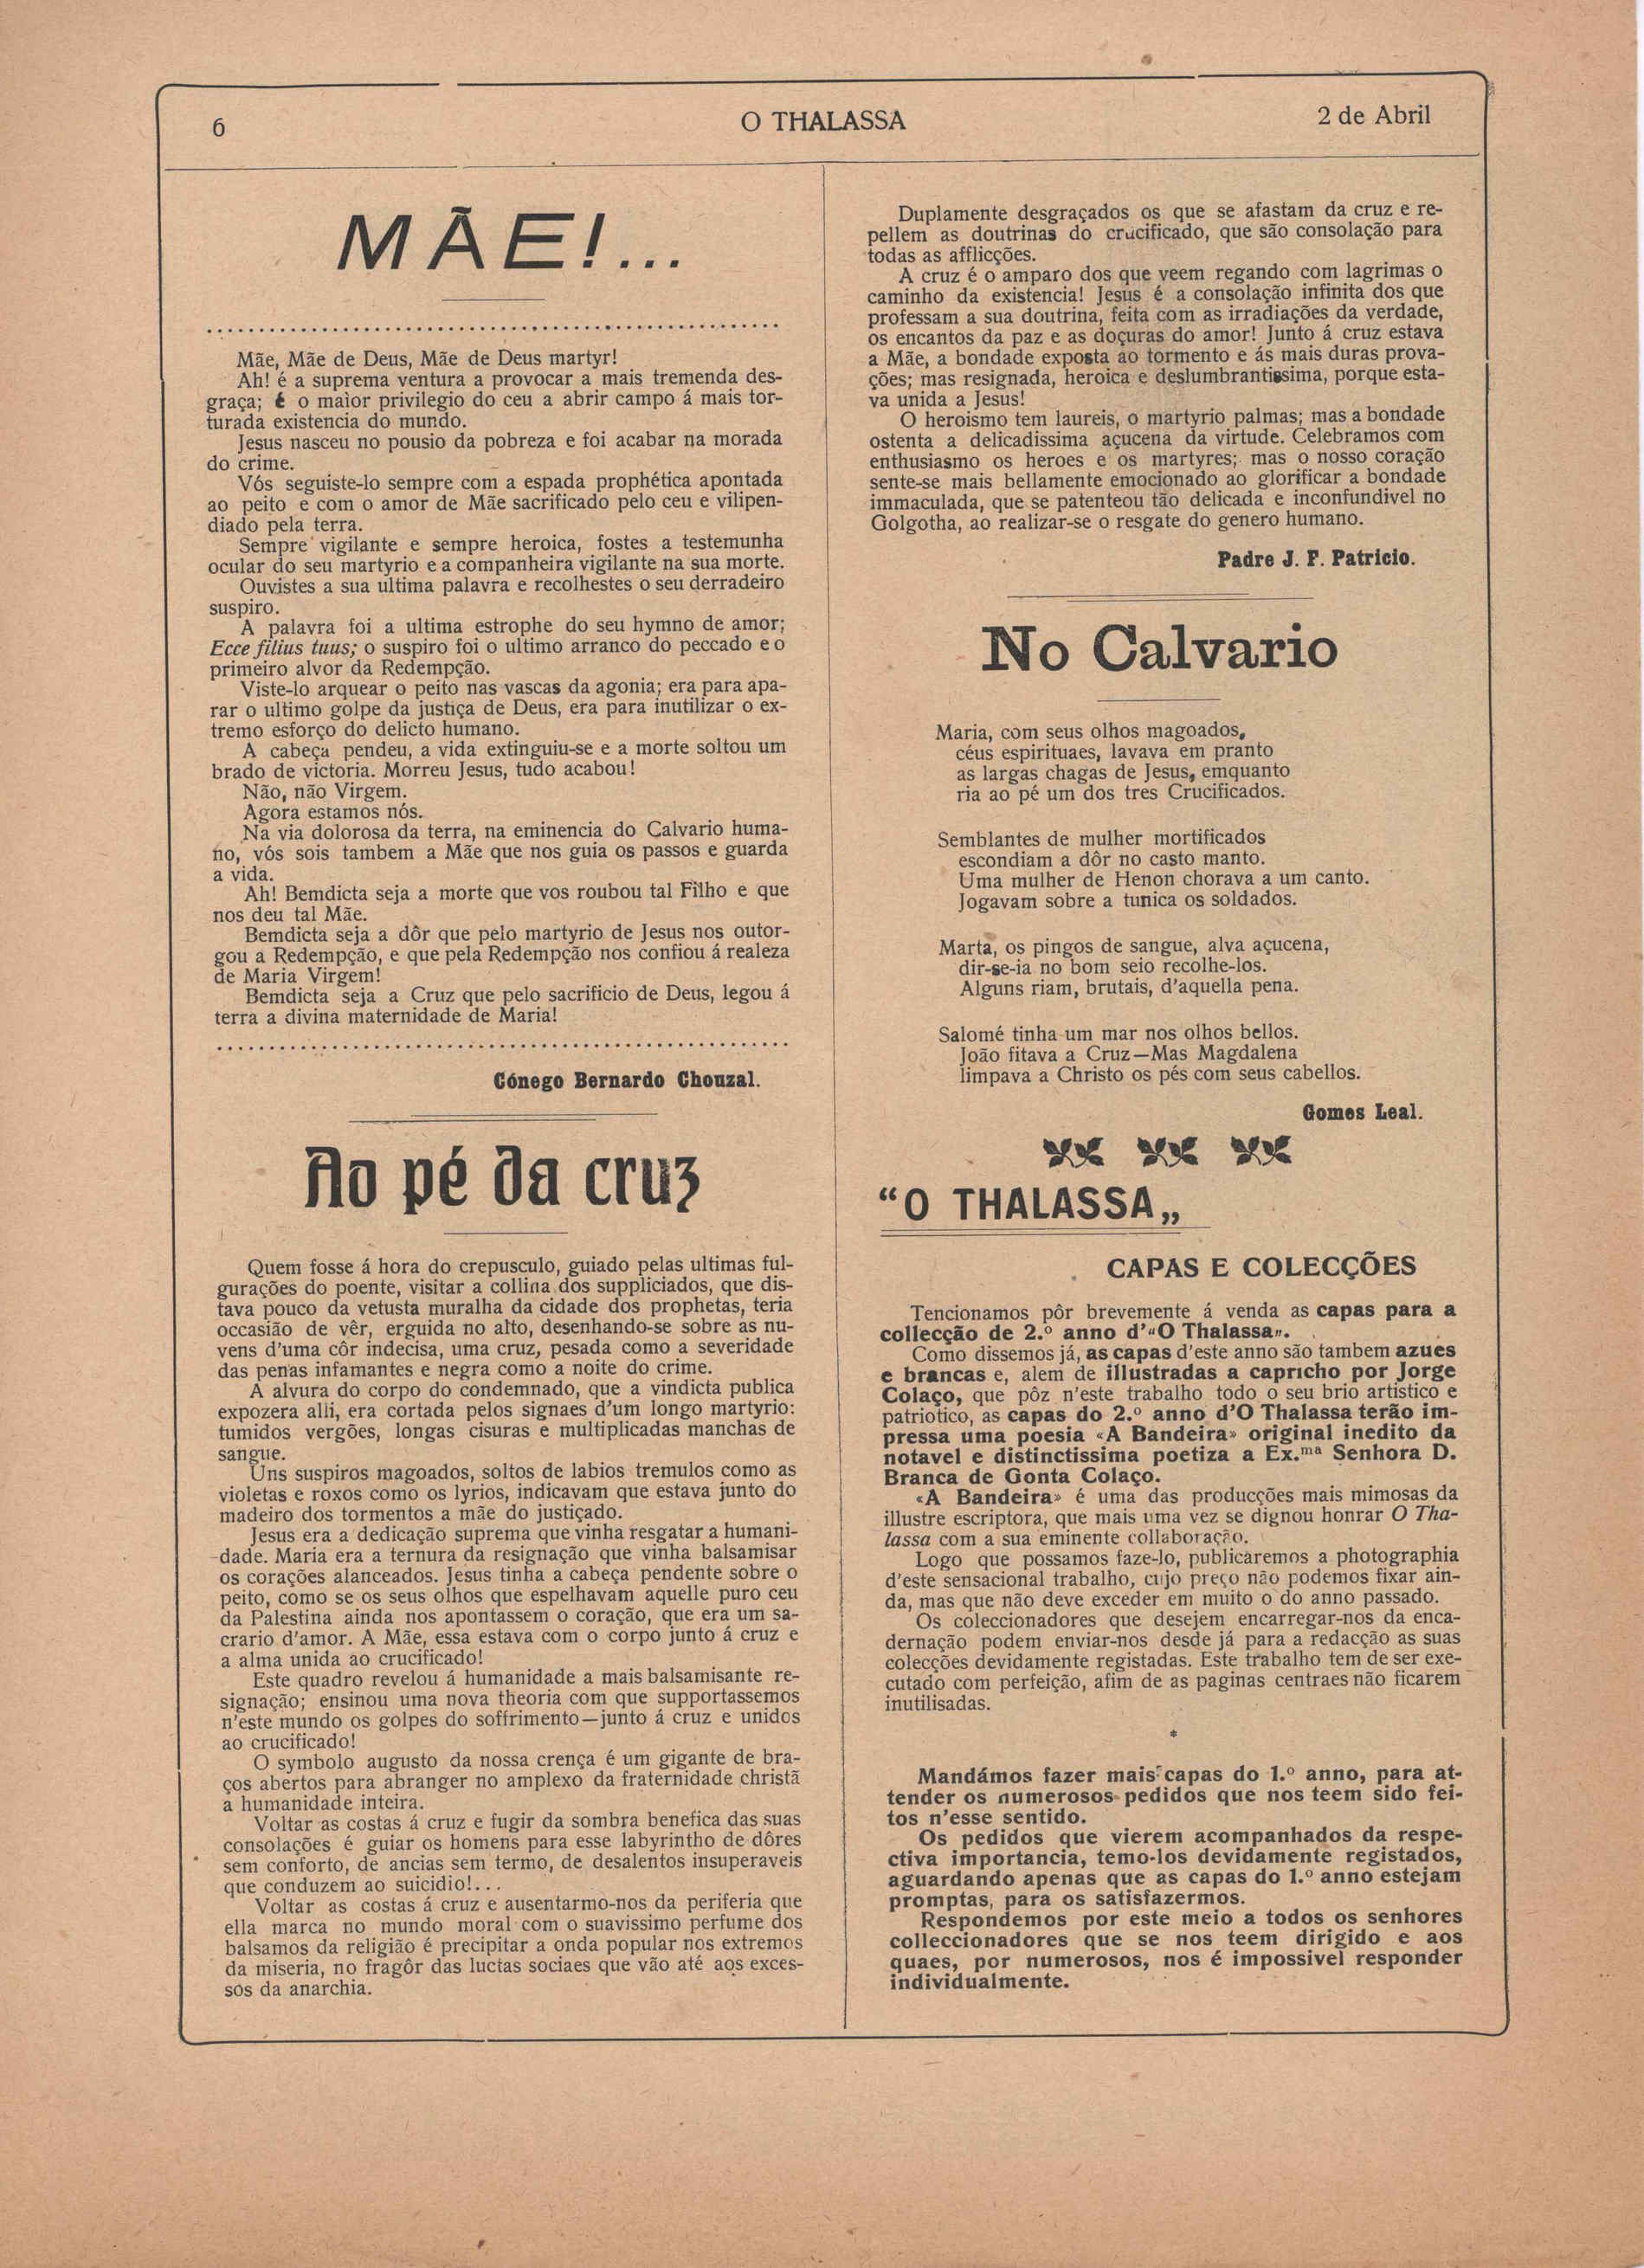 6
O THALASSA
2 de Abril
MÃE!...
Mãe, Mãe de Deus, Mãe de Deus martyr!
Ah! é a suprema ventura a provocar a mais tremenda des-
graça; é o maior privilegio do ceu a abrir campo á mais tor-
turada existencia do mundo.
Jesus nasceu no pousio da pobreza e foi acabar na morada
do crime.
Vós seguiste-lo sempre com a espada prophética apontada
ao peito e com o amor de Mãe sacrificado pelo ceu e vilipen-
diado pela terra.
Sempre vigilante e sempre heroica, fostes a testemunha
ocular do seu martyrio e a companheira vigilante na sua morte.
Ouvistes a sua ultima palavra e recolhestes o seu derradeiro
suspiro.
A palavra foi a ultima estrophe do seu hymno de amor;
Ecce filius tuus; o suspiro foi o ultimo arranco do peccado e o
primeiro alvor da Redempção.
Viste-lo arquear o peito nas vascas da agonia; era para apa-
rar o ultimo golpe da justiça de Deus, era para inutilizar o ex-
tremo esforço do delicto humano.
A cabeça pendeu, a vida extinguiu-se e a morte soltou um
brado de victoria. Morreu Jesus, tudo acabou!
Não, não Virgem.
Agora estamos nós.
Na via dolorosa da terra, na eminencia do Calvario huma-
no, vós sois tambem a Mãe que nos guia os passos e guarda
a vida.
Ah! Bemdicta seja a morte que vos roubou tal Filho e que
nos deu tal Mãe.
Bemdicta seja a dôr que pelo martyrio de Jesus nos outor-
gou a Redempção, e que pela Redempção nos confiou á realeza
de Maria Virgem!
Bemdicta seja a Cruz que pelo sacrificio de Deus, legou á
terra a divina maternidade de Maria!
Cónego Bernardo Chouzal.
Ao pé da cruz
Quem fosse á hora do crepusculo, guiado pelas ultimas ful-
gurações do poente, visitar a collina dos suppliciados, que dis-
tava pouco da vetusta muralha da cidade dos prophetas, teria
occasião de vêr, erguida no alto, desenhando-se sobre as nu-
vens d'uma côr indecisa, uma cruz, pesada como a severidade
das penas infamantes e negra como a noite do crime.
A alvura do corpo do condemnado, que a vindicta publica
expozera alli, era cortada pelos signaes d'um longo martyrio:
tumidos vergões, longas cisuras e multiplicadas manchas de
sangue.
Uns suspiros magoados, soltos de labios tremulos como as
violetas e roxos como os lyrios, indicavam que estava junto do
madeiro dos tormentos a mãe do justiçado.
Jesus era a dedicação suprema que vinha resgatar a humani-
dade. Maria era a ternura da resignação que vinha balsamisar
os corações alanceados. Jesus tinha a cabeça pendente sobre o
peito, como se os seus olhos que espelhavam aquelle puro ceu
da Palestina ainda nos apontassem o coração, que era um sa-
crario d'amor. A Mãe, essa estava com o corpo junto á cruz e
a alma unida ao crucificado!
Este quadro revelou á humanidade a mais balsamisante re-
signação; ensinou uma nova theoria com que supportassemos
n'este mundo os golpes do soffrimento—junto á cruz e unidos
ao crucificado!
O symbolo augusto da nossa crença é um gigante de bra-
ços abertos para abranger no amplexo da fraternidade christã
a humanidade inteira.
Voltar as costas á cruz e fugir da sombra benefica das suas
consolações é guiar os homens para esse labyrintho de dôres
sem conforto, de ancias sem termo, de desalentos insuperaveis
que conduzem ao suicidio!...
Voltar as costas á cruz e ausentarmo-nos da periferia que
ella marca no mundo moral com o suavissimo perfume dos
balsamos da religião é precipitar a onda popular nos extremos
da miseria, no fragôr das luctas sociaes que vão até aos exces-
sos da anarchia.
Duplamente desgraçados os que se afastam da cruz e re-
pellem as doutrinas do crucificado, que são consolação para
todas as afflicções.
A cruz é o amparo dos que veem regando com lagrimas o
caminho da existencia! Jesus é a consolação infinita dos que
professam a sua doutrina, feita com as irradiações da verdade,
os encantos da paz e as doçuras do amor! Junto á cruz estava
a Mãe, a bondade exposta ao tormento e ás mais duras prova-
ções; mas resignada, heroica e deslumbrantissima, porque esta-
va unida a Jesus!
O heroismo tem laureis, o martyrio palmas; mas a bondade
ostenta a delicadissima açucena da virtude. Celebramos com
enthusiasmo os heroes e os martyres; mas o nosso coração
sente-se mais bellamente emocionado ao glorificar a bondade
immaculada, que se patenteou tão delicada e inconfundivel no
Golgotha, ao realizar-se o resgate do genero humano.
Padre J. F. Patricio.
No Calvario
Maria, com seus olhos magoados,
céus espirituaes, lavava em pranto
as largas chagas de Jesus, emquanto
ria ao pé um dos tres Crucificados.
Semblantes de mulher mortificados
escondiam a dôr no casto manto.
Uma mulher de Henon chorava a um canto.
Jogavam sobre a tunica os soldados.
Marta, os pingos de sangue, alva açucena,
dir-se-ia no bom seio recolhe-los.
Alguns riam, brutais, d'aquella pena.
Salomé tinha um mar nos olhos bellos.
João fitava a Cruz—Mas Magdalena
limpava a Christo os pés com seus cabellos.
Gomes Leal.
“O THALASSA„
CAPAS E COLECÇÕES
Tencionamos pôr brevemente á venda as capas para a
collecção de 2.º anno d'“O Thalassa„.
Como dissemos já, as capas d'este anno são tambem azues
e brancas e, alem de illustradas a capricho por Jorge
Colaço, que pôz n'este trabalho todo o seu brio artistico e
patriotico, as capas do 2.º anno d'O Thalassa terão im-
pressa uma poesia «A Bandeira» original inedito da
notavel e distinctissima poetiza a Ex.ma Senhora D.
Branca de Gonta Colaço.
«A Bandeira» é uma das producções mais mimosas da
illustre escriptora, que mais uma vez se dignou honrar O Tha-
lassa com a sua eminente collaboração.
Logo que possamos faze-lo, publicaremos a photographia
d'este sensacional trabalho, cujo preço não podemos fixar ain-
da, mas que não deve exceder em muito o do anno passado.
Os coleccionadores que desejem encarregar-nos da enca-
dernação podem enviar-nos desde já para a redacção as suas
colecções devidamente registadas. Este trabalho tem de ser exe-
cutado com perfeição, afim de as paginas centraes não ficarem
inutilisadas.
*
Mandámos fazer mais capas do 1.º anno, para at-
tender os numerosos pedidos que nos teem sido fei-
tos n'esse sentido.
Os pedidos que vierem acompanhados da respe-
ctiva importancia, temo-los devidamente registados,
aguardando apenas que as capas do 1.º anno estejam
promptas, para os satisfazermos.
Respondemos por este meio a todos os senhores
colleccionadores que se nos teem dirigido e aos
quaes, por numerosos, nos é impossivel responder
individualmente.